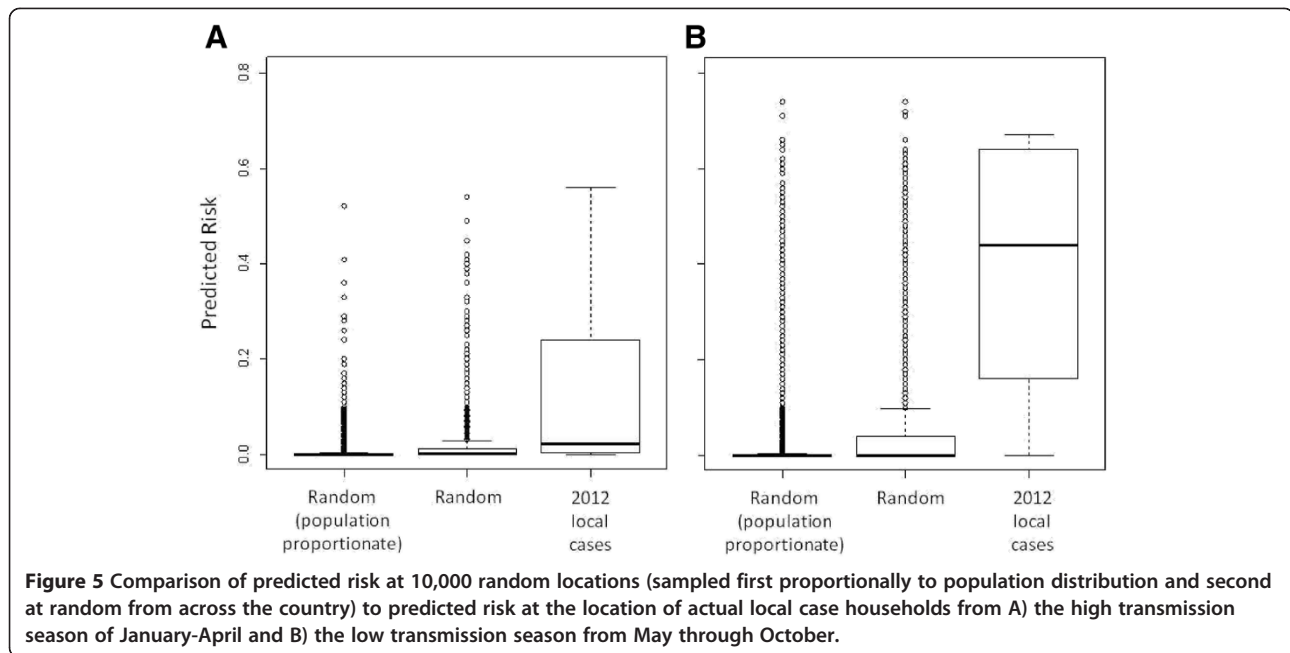 A
B
0.8
0.6
0.4
0.2
0.0
Predicted Risk
Random
(population
proportionate)
Random
2012
local
cases
Random
(population
proportionate)
Random
2012
local
cases
Figure 5 Comparison of predicted risk at 10,000 random locations (sampled first proportionally to population distribution and second
at random from across the country) to predicted risk at the location of actual local case households from A) the high transmission
season of January-April and B) the low transmission season from May through October.